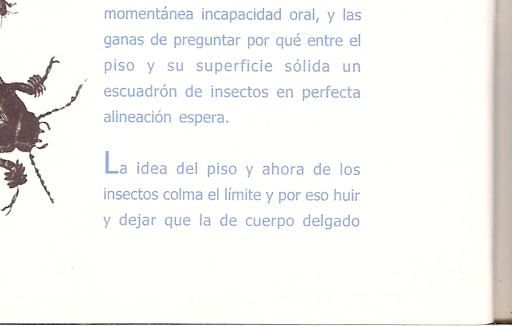 momentánea incapacidad oral, y las
ganas de preguntar por qué entre el
piso y su superficie sólida un
escuadrón de insectos en perfecta
alineación espera.
La idea del piso y ahora de los
insectos colma el límite y por eso huir
y dejar que la de cuerpo delgado